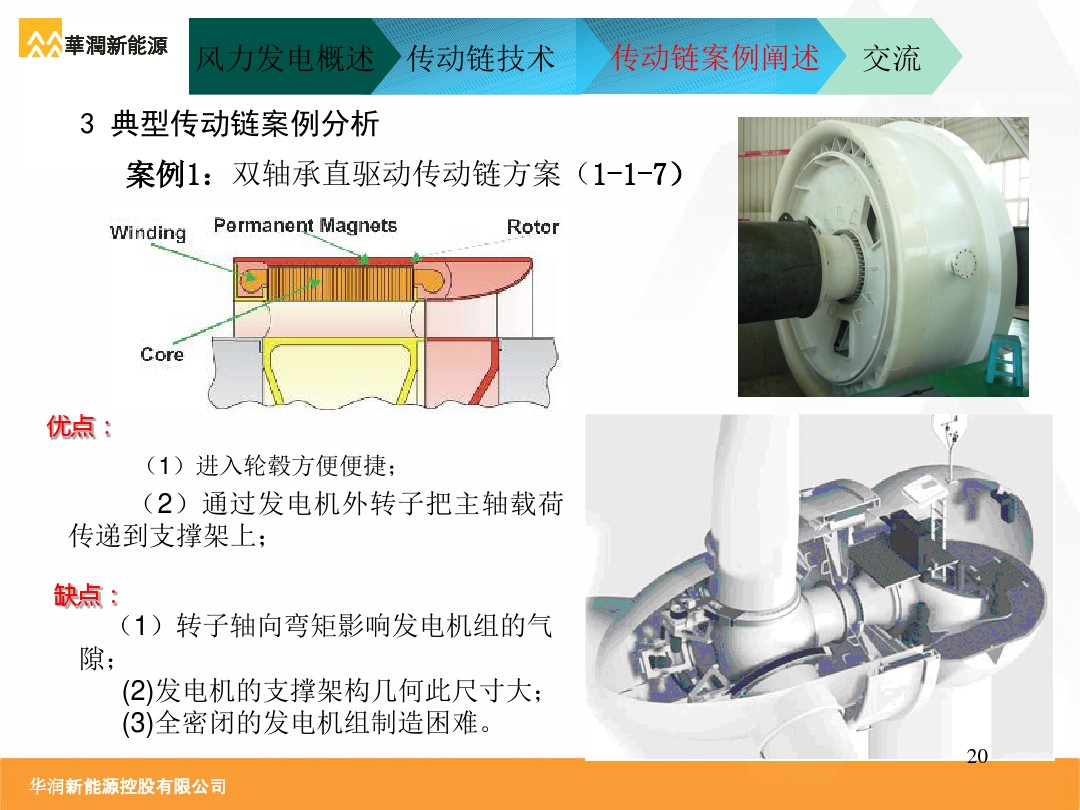 華潤新能源
风力发电概述
传动链技术
传动链案例阐述
交流
3 典型传动链案例分析
案例1：双轴承直驱动传动链方案（1-1-7）
Winding
Permanent Magnets
Rotor
Core
优点：
（1）进入轮毂方便便捷；
（2）通过发电机外转子把主轴载荷
传递到支撑架上；
缺点：
（1）转子轴向弯矩影响发电机组的气
隙；
(2)发电机的支撑架构几何此尺寸大；
(3)全密闭的发电机组制造困难。
20
华润新能源控股有限公司